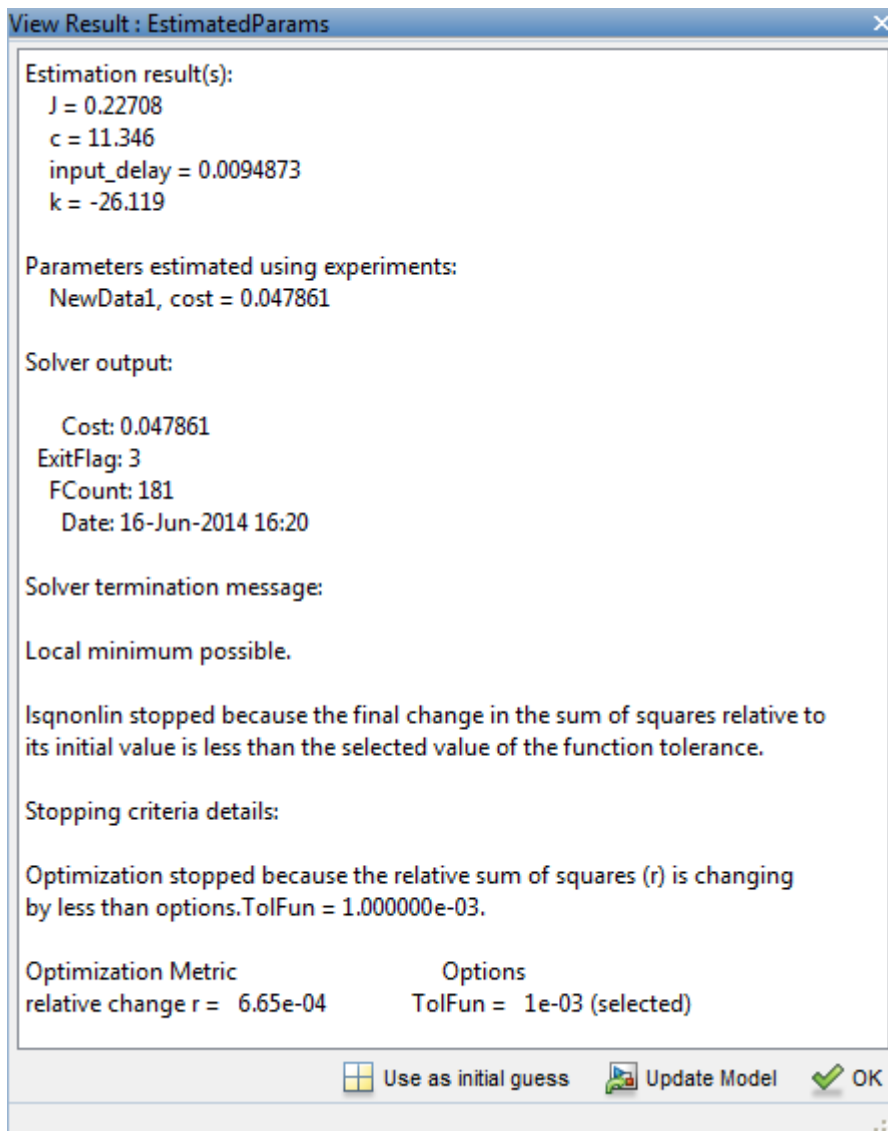 View Result : EstimatedParams
Estimation result(s):
J = 0.22708
c = 11.346
input_delay = 0.0094873
k = -26.119
Parameters estimated using experiments:
NewData1, cost = 0.047861
Solver output:
Cost: 0.047861
ExitFlag: 3
FCount: 181
Date: 16-Jun-2014 16:20
Solver termination message:
Local minimum possible.
lsqnonlin stopped because the final change in the sum of squares relative to
its initial value is less than the selected value of the function tolerance.
Stopping criteria details:
Optimization stopped because the relative sum of squares (r) is changing
by less than options.TolFun = 1.000000e-03.
Optimization Metric Options
relative change r = 6.65e-04 TolFun = 1e-03 (selected)
Use as initial guess Update Model OK